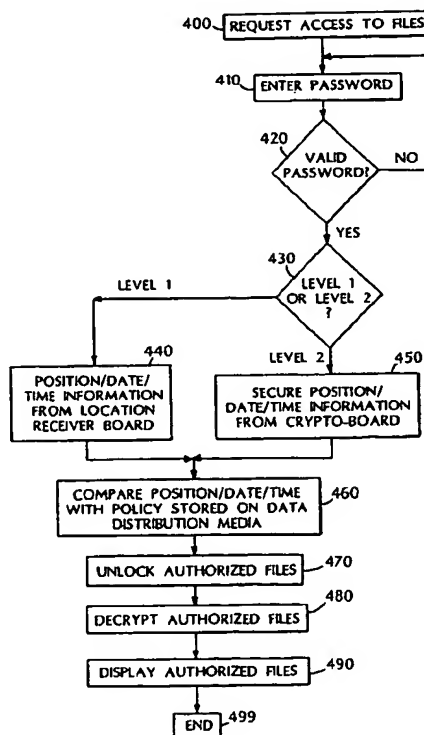 400
REQUEST ACCESS TO FILES
410
ENTER PASSWORD
420
VALID
PASSWORD?
NO
YES
430
LEVEL 1
OR LEVEL 2
?
LEVEL 1
LEVEL 2
440
POSITION/DATE/
TIME INFORMATION
FROM LOCATION
RECEIVER BOARD
450
SECURE POSITION/
DATE/TIME INFORMATION
FROM CRYPTO-BOARD
460
COMPARE POSITION/DATE/TIME
WITH POLICY STORED ON DATA
DISTRIBUTION MEDIA
470
UNLOCK AUTHORIZED FILES
480
DECRYPT AUTHORIZED FILES
490
DISPLAY AUTHORIZED FILES
END
499